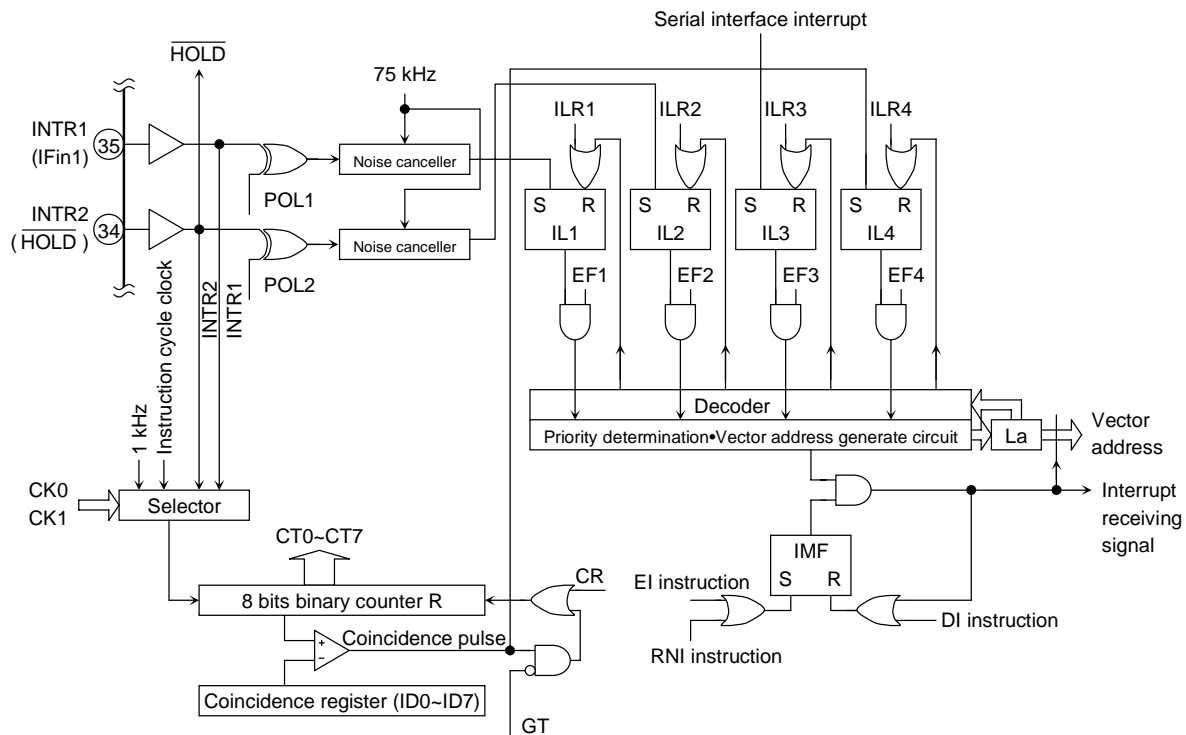 Serial interface interrupt
HOLD
75 kHz
ILR1
ILR2
ILR3
ILR4
INTR1
(IFin1)
35
Noise canceller
POL1
S R
IL1
S R
IL2
S R
IL3
S R
IL4
INTR2
(HOLD)
34
Noise canceller
POL2
EF1
EF2
EF3
EF4
1 kHz
Instruction cycle clock
INTR2
INTR1
Decoder
Priority determination•Vector address generate circuit
La
Vector
address
CK0
CK1
Selector
Interrupt
receiving
signal
CT0~CT7
IMF
S R
CR
EI instruction
8 bits binary counter R
DI instruction
RNI instruction
+
−
Coincidence pulse
Coincidence register (ID0~ID7)
GT